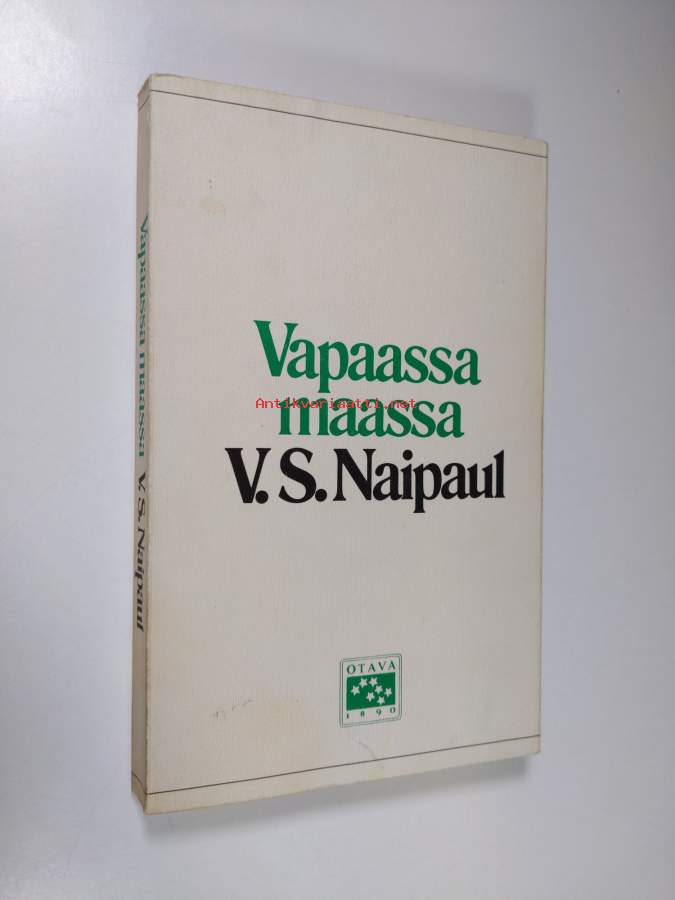 Vapaassa
maassa
V. S. Naipaul
Antikvariaatti.net
OTAVA
1890
Vapaassa maassa V. S. Naipaul